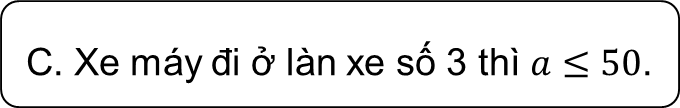 C. Xe máy đi ở làn xe số 3 thì a ≤ 50.